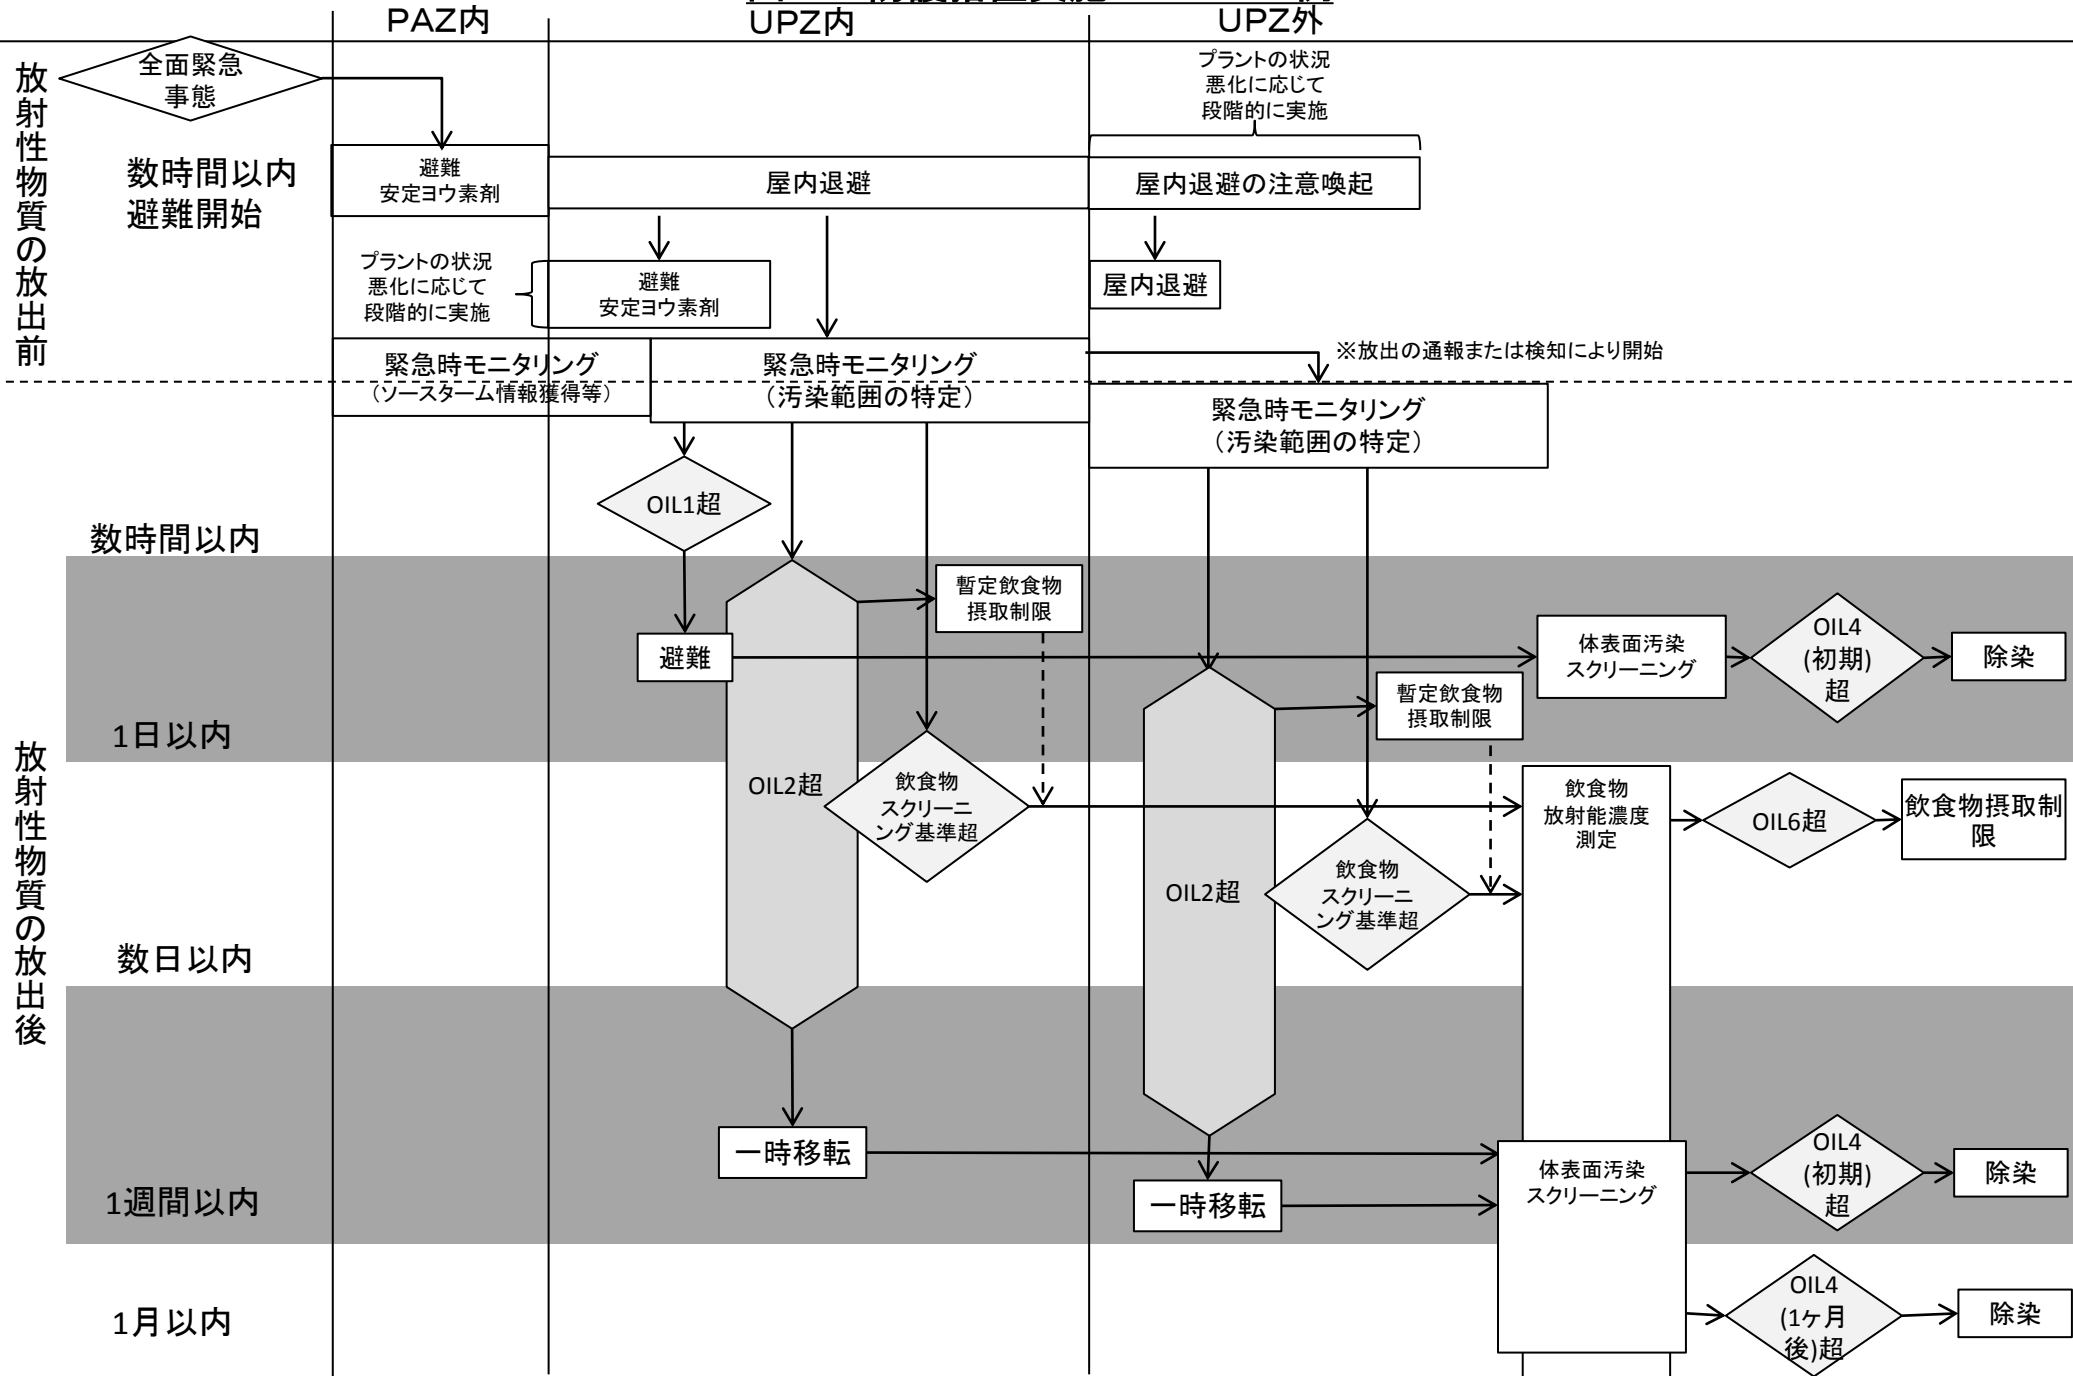 PAZ内
UPZ内
UPZ外
放射性物質の放出前
全面緊急
事態
プラントの状況
悪化に応じて
段階的に実施
数時間以内
避難開始
避難
安定ヨウ素剤
屋内退避
屋内退避の注意喚起
プラントの状況
悪化に応じて
段階的に実施
避難
安定ヨウ素剤
屋内退避
緊急時モニタリング
（ソースターム情報獲得等）
緊急時モニタリング
（汚染範囲の特定）
※放出の通報または検知により開始
緊急時モニタリング
（汚染範囲の特定）
放射性物質の放出後
OIL1超
数時間以内
暫定飲食物
摂取制限
避難
体表面汚染
スクリーニング
OIL4
(初期)
超
除染
暫定飲食物
摂取制限
1日以内
OIL2超
飲食物
スクリーニ
ング基準超
飲食物
放射能濃度
測定
OIL6超
飲食物摂取制
限
OIL2超
飲食物
スクリーニ
ング基準超
数日以内
一時移転
体表面汚染
スクリーニング
OIL4
(初期)
超
除染
一時移転
1週間以内
1月以内
OIL4
(1ケ月
後)超
除染